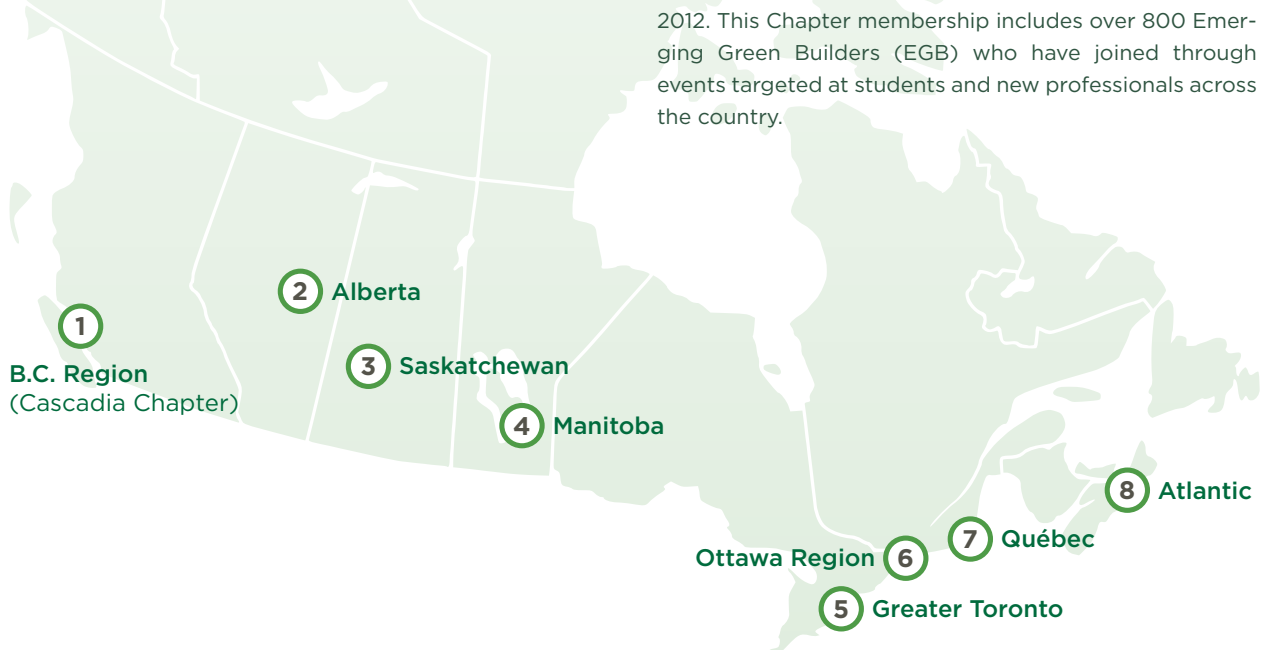 2012. This Chapter membership includes over 800 Emer-
ging Green Builders (EGB) who have joined through
events targeted at students and new professionals across
the country.
2 Alberta
1
B.C. Region
(Cascadia Chapter)
3 Saskatchewan
4 Manitoba
8 Atlantic
7 Québec
Ottawa Region 6
5 Greater Toronto